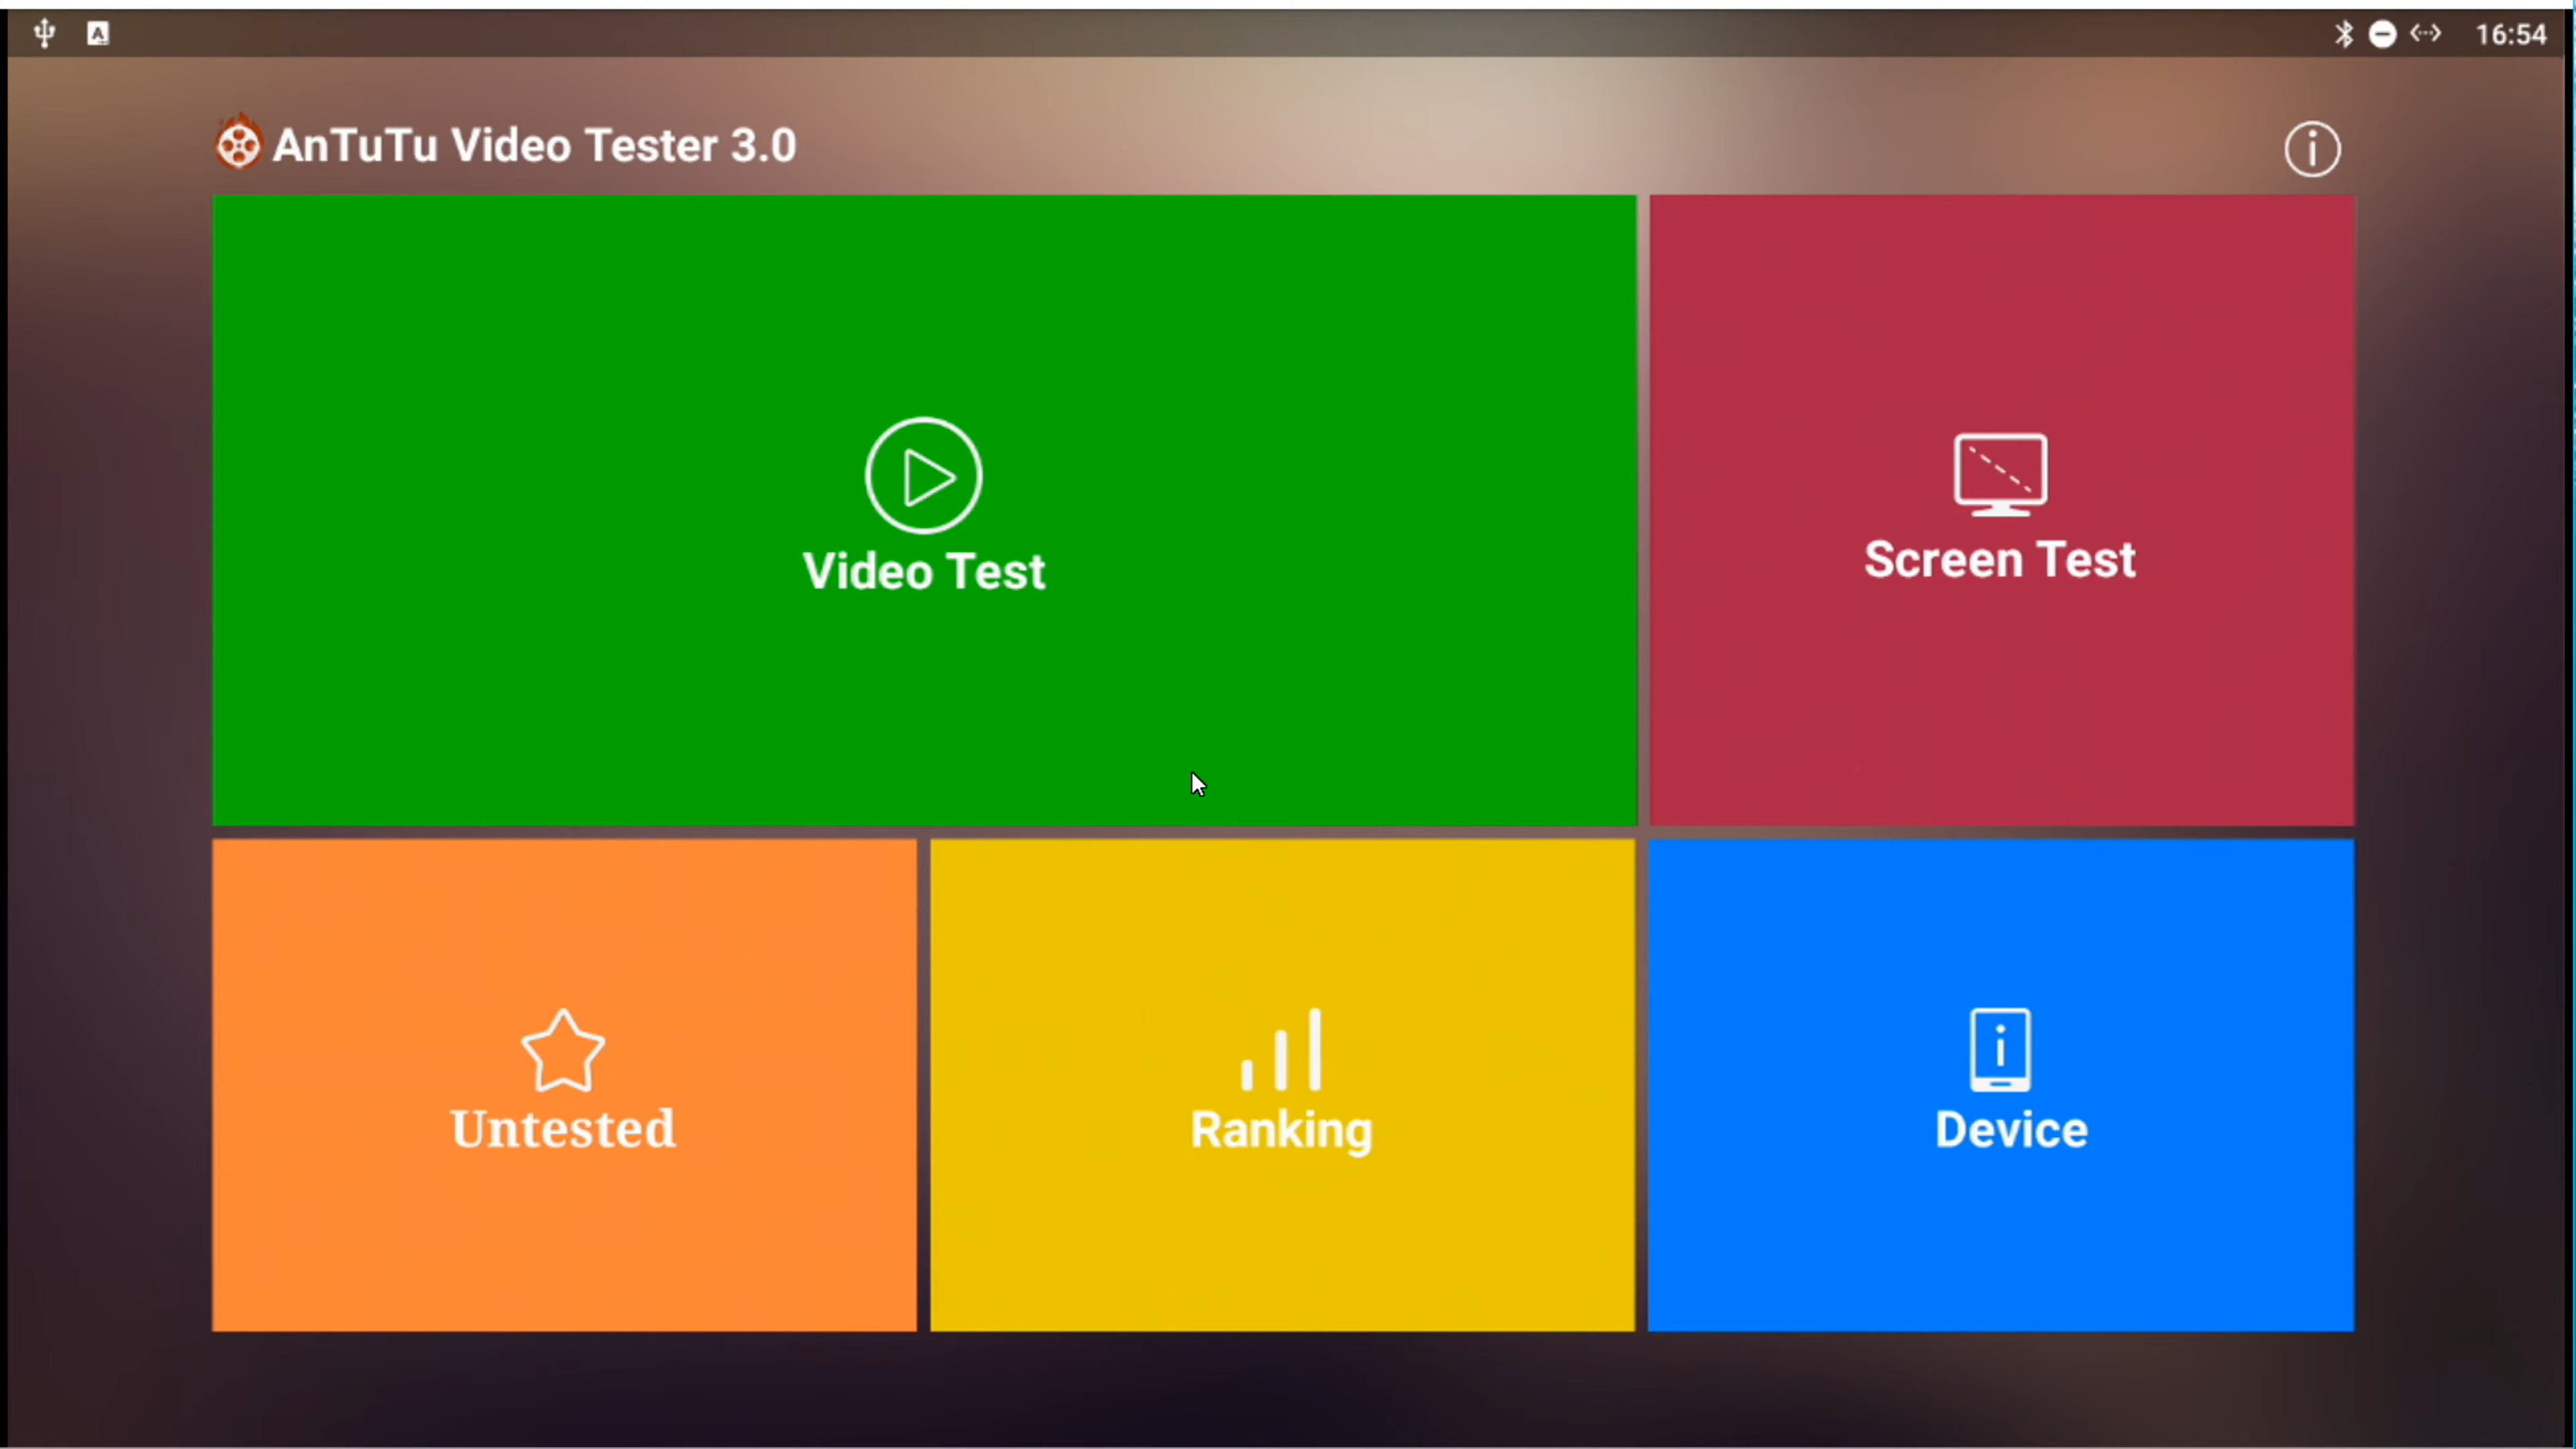 A
16:54
AnTuTu Video Tester 3.0
Video Test
Screen Test
Untested
Ranking
Device